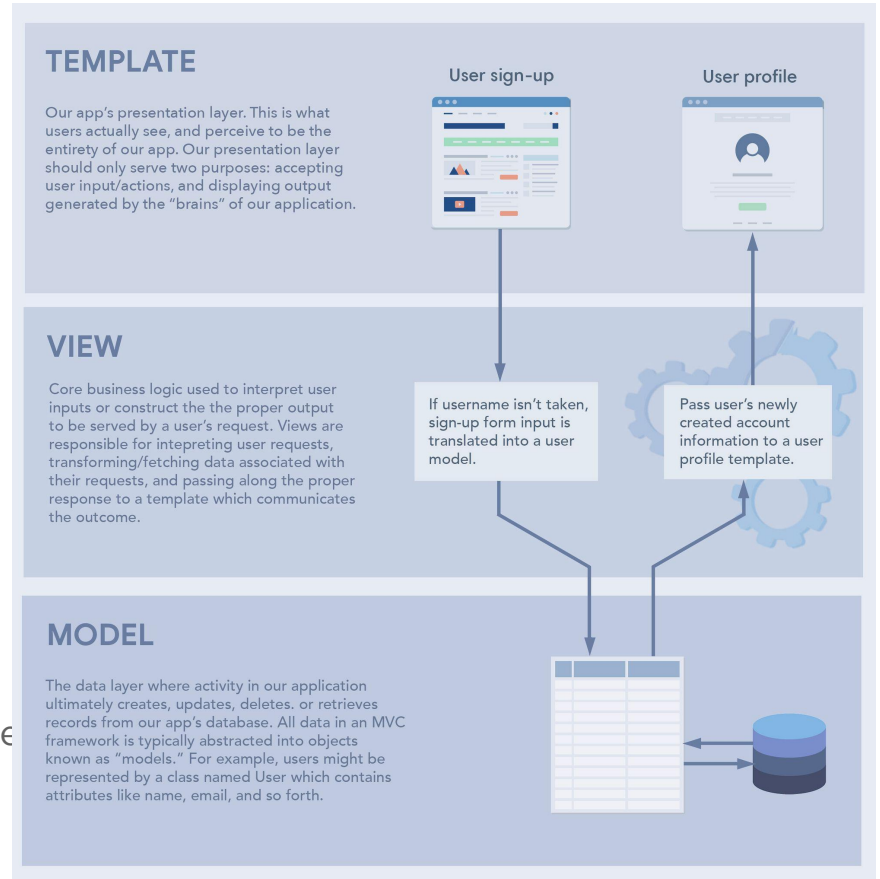 TEMPLATE
Our app's presentation layer. This is what
users actually see, and perceive to be the
entirety of our app. Our presentation layer
should only serve two purposes: accepting
user input/actions, and displaying output
generated by the “brains” of our application.
User sign-up
User profile
VIEW
Core business logic used to interpret user
inputs or construct the the proper output
to be served by a user's request. Views are
responsible for intepreting user requests,
transforming/fetching data associated with
their requests, and passing along the proper
response to a template which communicates
the outcome.
If username isn't taken,
sign-up form input is
translated into a user
model.
Pass user's newly
created account
information to a user
profile template.
MODEL
The data layer where activity in our application
ultimately creates, updates, deletes. or retrieves
records from our app's database. All data in an MVC
framework is typically abstracted into objects
known as “models.” For example, users might be
represented by a class named User which contains
attributes like name, email, and so forth.
e